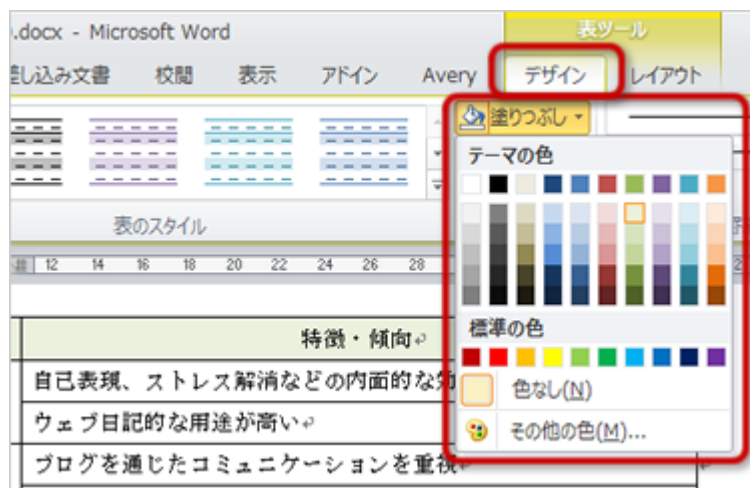 .docx - Microsoft Word
表ツール
差し込み文書 校閲 表示 アドイン Avery デザイン レイアウト
塗りつぶし
テーマの色
表のスタイル
12 14 16 18 20 22 24 26 28
標準の色
色なし(N)
その他の色(M)...
特徴・傾向
自己表現、ストレス解消などの内面的な効
ウェブ日記的な用途が高い
ブログを通じたコミュニケーションを重視